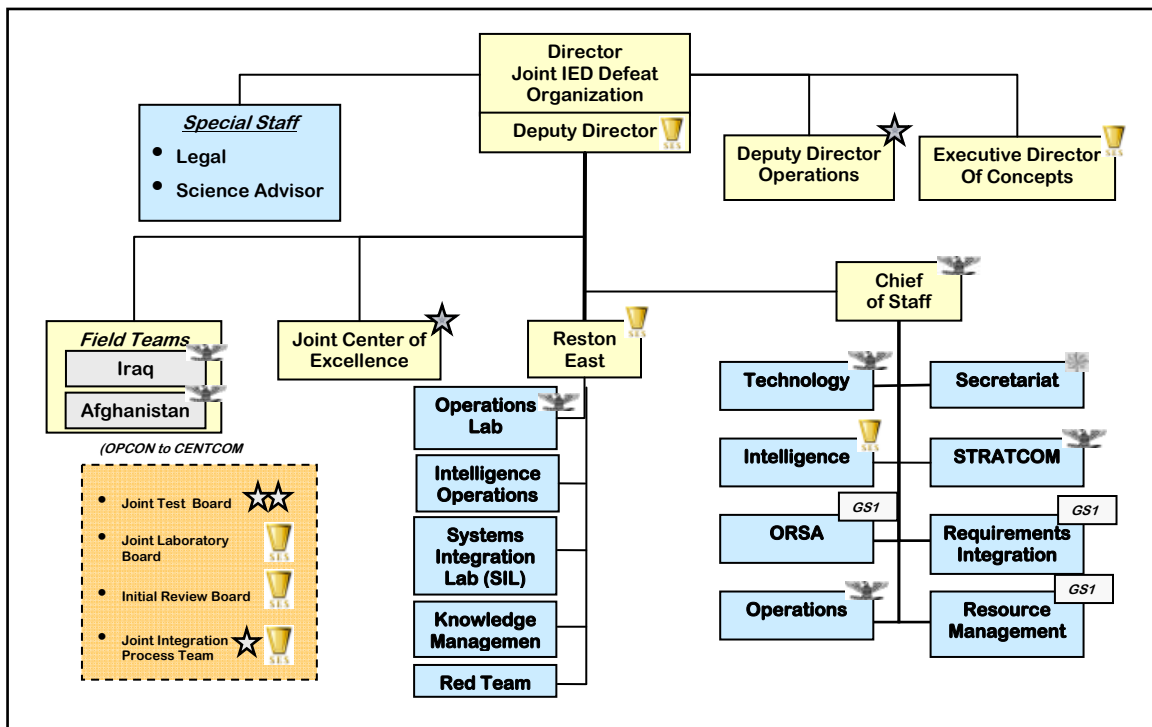 Director
Joint IED Defeat
Organization
Deputy Director
SES
Special Staff
• Legal
• Science Advisor
Deputy Director
Operations
Executive Director
Of Concepts
SES
Chief
of Staff
Field Teams
Iraq
Afghanistan
(OPCON to CENTCOM
Joint Center of
Excellence
Reston
East
SES
Operations
Lab
Intelligence
Operations
Systems
Integration
Lab (SIL)
Knowledge
Managemen
Red Team
Technology
Secretariat
Intelligence
SES
STRATCOM
ORSA
GS1
Requirements
Integration
GS1
Operations
Resource
Management
GS1
• Joint Test Board
• Joint Laboratory
Board
SES
• Initial Review Board
SES
• Joint Integration
Process Team
SES